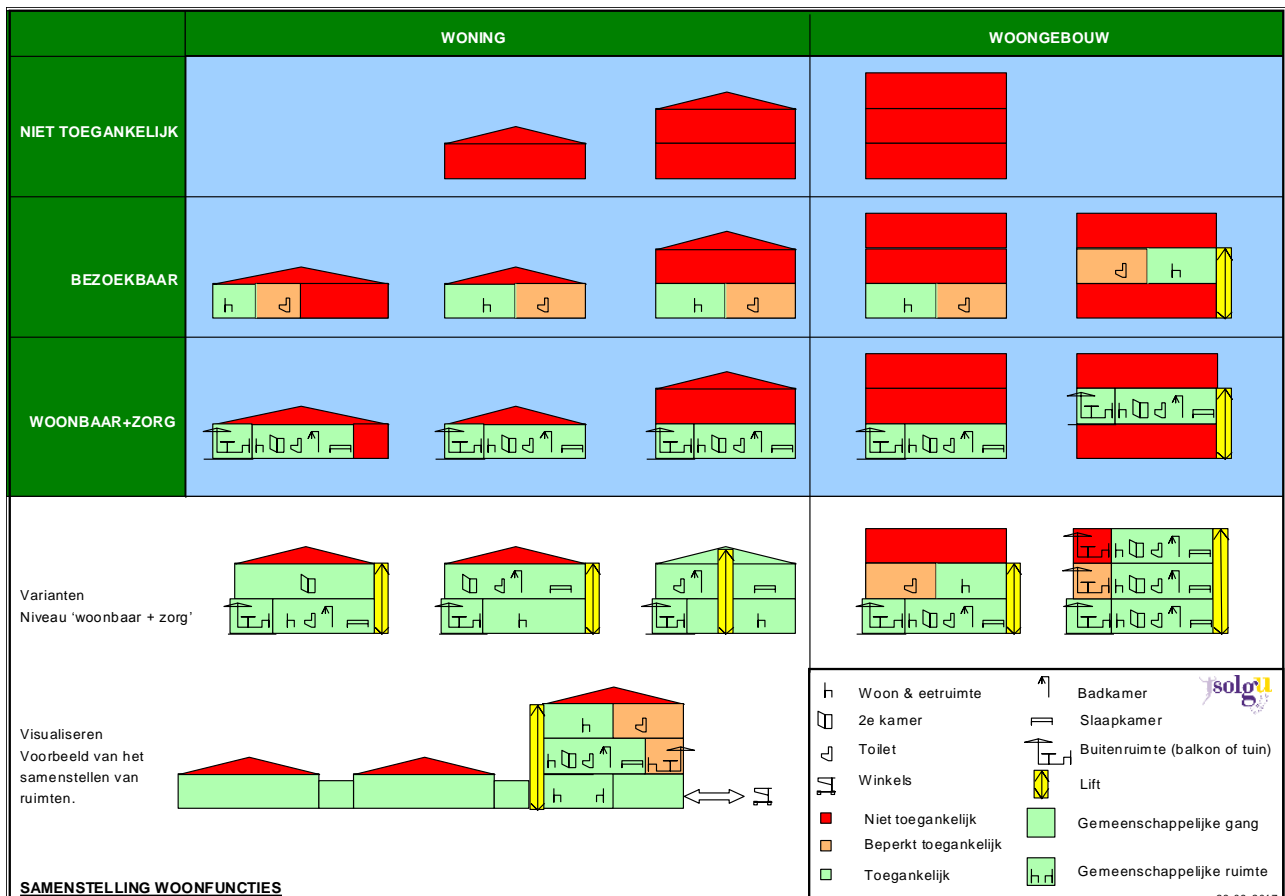 WONING
WOONGEBOUW
NIET TOEGANKELIJK
BEZOEKBAAR
WOONBAAR+ZORG
Varianten
Niveau 'woonbaar + zorg'
Visualiseren
Voorbeeld van het
samenstellen van
ruimten.
SAMENSTELLING WOONFUNCTIES
solgu
Woon & eetruimte
Badkamer
2e kamer
Slaapkamer
Toilet
Buitenruimte (balkon of tuin)
Winkels
Lift
Niet toegankelijk
Gemeenschappelijke gang
Beperkt toegankelijk
Toegankelijk
Gemeenschappelijke ruimte